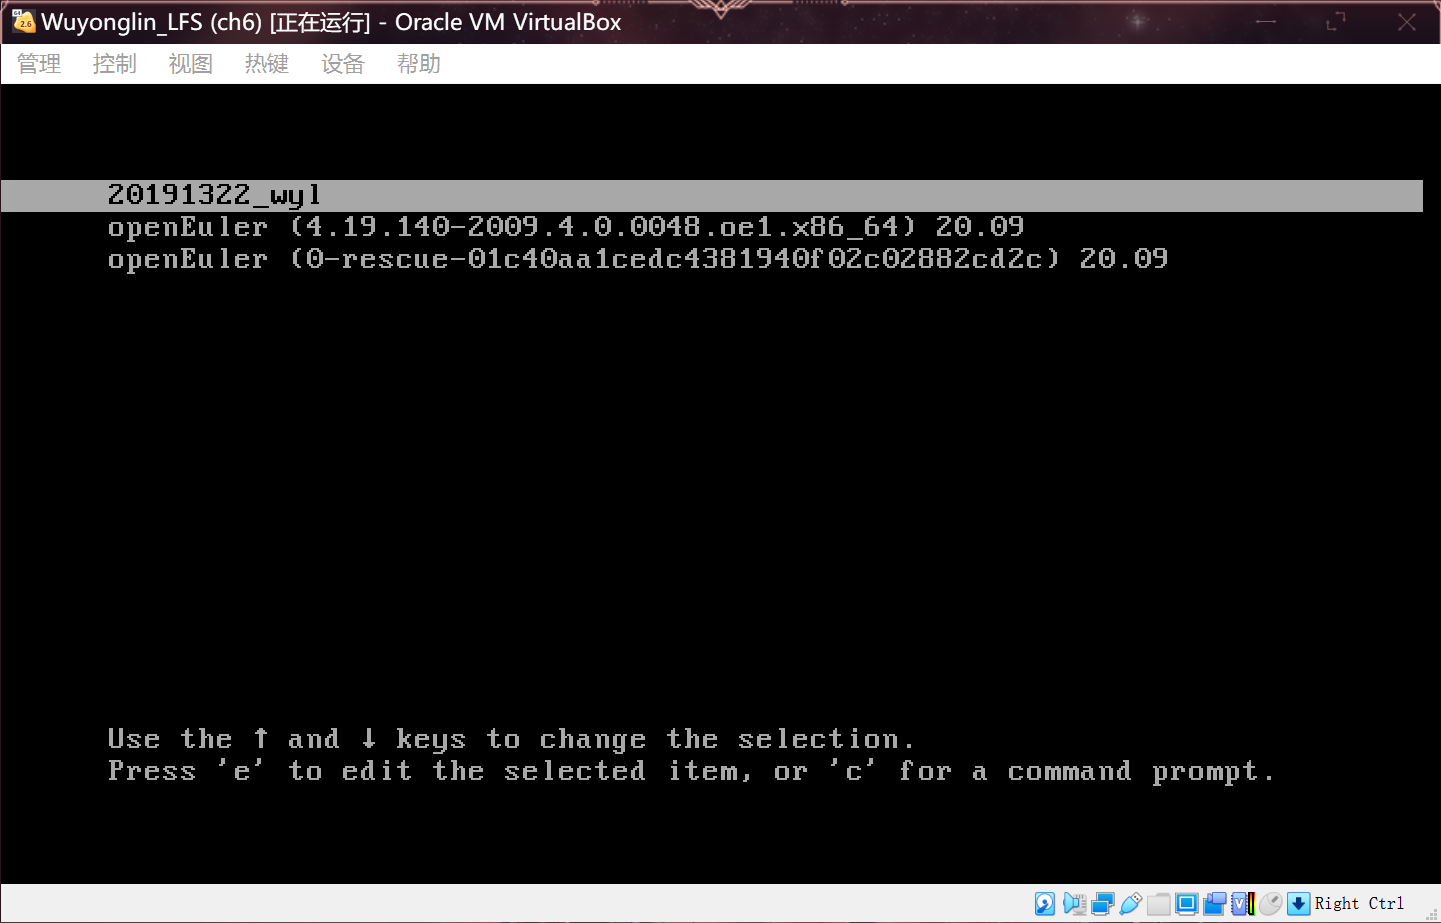 Wuyonglin_LFS (ch6) [正在运行] - Oracle VM VirtualBox
管理 控制 视图 热键 设备 帮助
20191322_wyl
openEuler (4.19.140-2009.4.0.0048.oe1.x86_64) 20.09
openEuler (0-rescue-01c40aa1cedc4381940f02c02882cd2c) 20.09
Use the ↑ and ↓ keys to change the selection.
Press 'e' to edit the selected item, or 'c' for a command prompt.
Right Ctrl